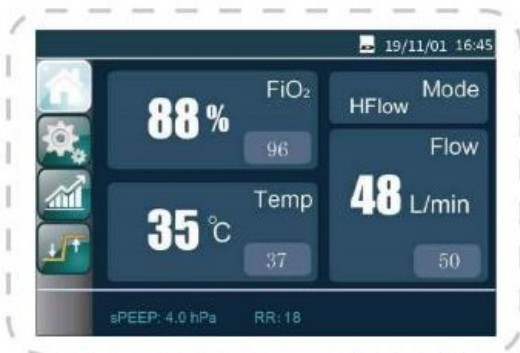 19/11/01 16:45
FiO₂
88 %
96
Mode
HFlow
Flow
48 L/min
50
Temp
35 °C
37
sPEEP: 4.0 hPa RR: 18